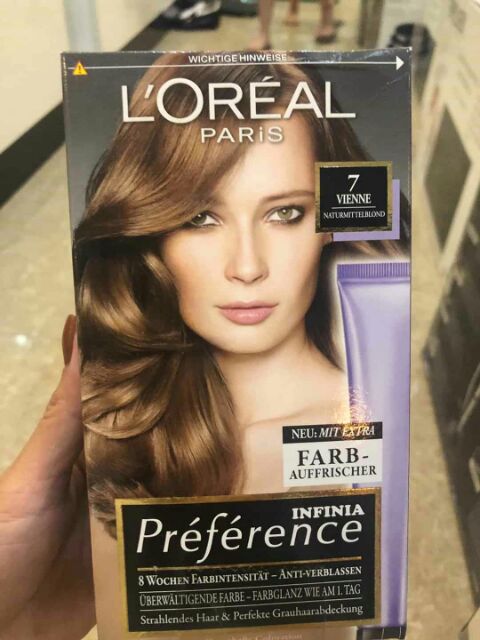 WICHTIGE HINWEISE
L'ORÉAL
PARiS
7
VIENNE
NATURMITTELBLOND
NEU: MIT EXTRA
FARB-
AUFFRISCHER
INFINIA
Préférence
8 WOCHEN FARBINTENSITÄT – ANTI-VERBLASSEN
ÜBERWÄLTIGENDE FARBE – FARBGLANZ WIE AM 1. TAG
Strahlendes Haar & Perfekte Grauhaarabdeckung